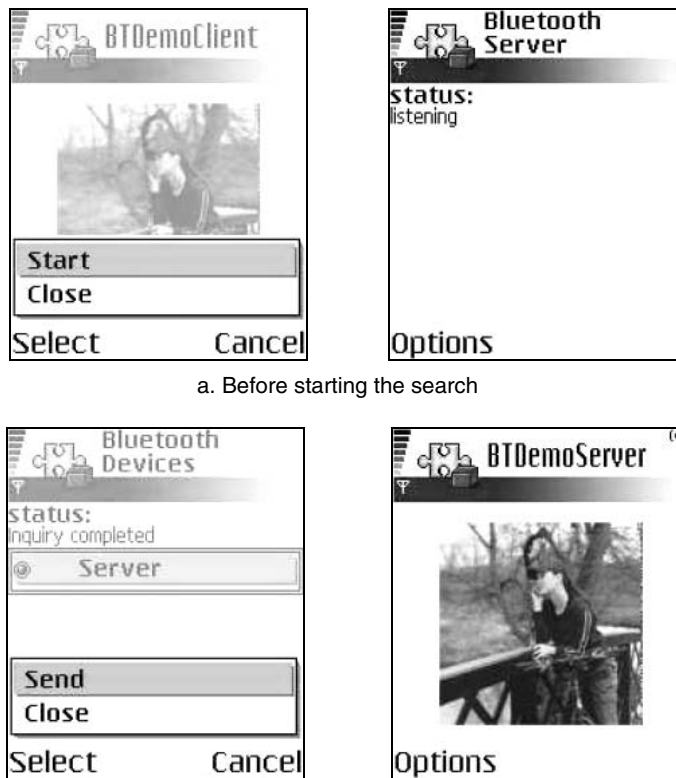 BTDemoClient
Start
Close
Select Cancel
Bluetooth
Server
status:
listening
Options
a. Before starting the search
Bluetooth
Devices
status:
Inquiry completed
Server
Send
Close
Select Cancel
BTDemoServer
Options